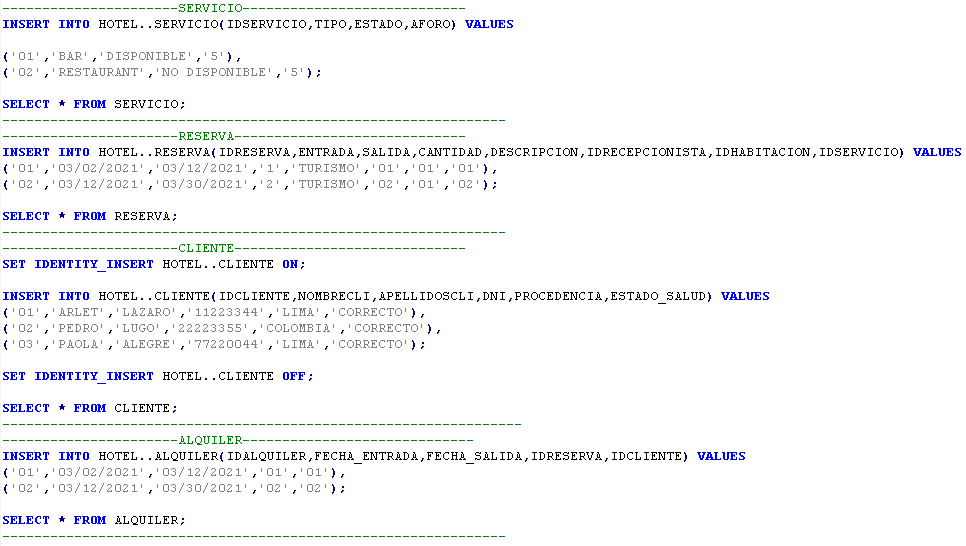 ----------------------SERVICIO----------------------------
INSERT INTO HOTEL..SERVICIO(IDSERVICIO,TIPO,ESTADO,AFORO) VALUES
('01','BAR','DISPONIBLE','5'),
('02','RESTAURANT','NO DISPONIBLE','5');
SELECT * FROM SERVICIO;
---------------------------------------------------------------
----------------------RESERVA-----------------------------
INSERT INTO HOTEL..RESERVA(IDRESERVA,ENTRADA,SALIDA,CANTIDAD,DESCRIPCION,IDRECEPCIONISTA,IDHABITACION,IDSERVICIO) VALUES
('01','03/02/2021','03/12/2021','1','TURISMO','01','01','01'),
('02','03/12/2021','03/30/2021','2','TURISMO','02','01','02');
SELECT * FROM RESERVA;
---------------------------------------------------------------
----------------------CLIENTE-----------------------------
SET IDENTITY_INSERT HOTEL..CLIENTE ON;
INSERT INTO HOTEL..CLIENTE(IDCLIENTE,NOMBRECLI,APELLIDOSCLI,DNI,PROCEDENCIA,ESTADO_SALUD) VALUES
('01','ARLET','LAZARO','11223344','LIMA','CORRECTO'),
('02','PEDRO','LUGO','22223355','COLOMBIA','CORRECTO'),
('03','PAOLA','ALEGRE','77220044','LIMA','CORRECTO');
SET IDENTITY_INSERT HOTEL..CLIENTE OFF;
SELECT * FROM CLIENTE;
-----------------------------------------------------------------
----------------------ALQUILER-----------------------------
INSERT INTO HOTEL..ALQUILER(IDALQUILER,FECHA_ENTRADA,FECHA_SALIDA,IDRESERVA,IDCLIENTE) VALUES
('01','03/02/2021','03/12/2021','01','01'),
('02','03/12/2021','03/30/2021','02','02');
SELECT * FROM ALQUILER;
---------------------------------------------------------------